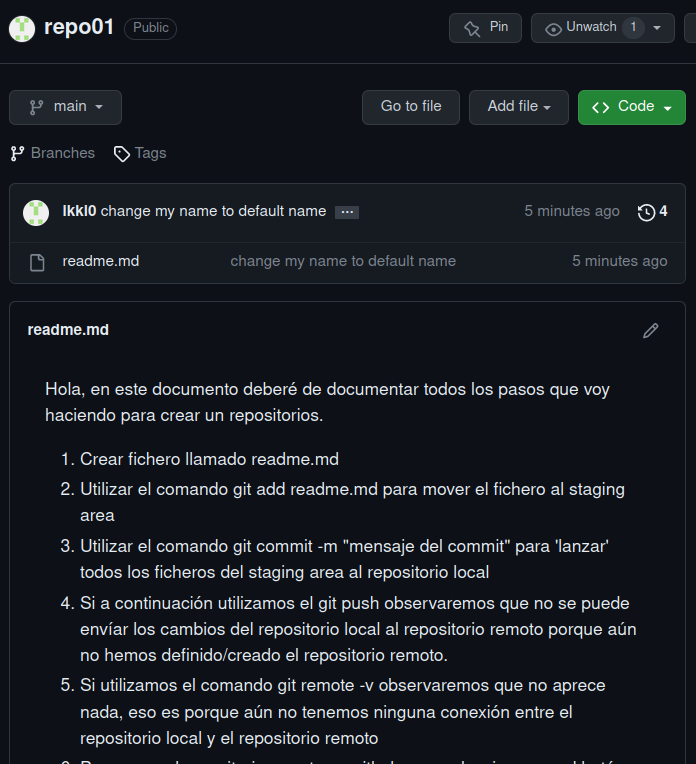 repo01 Public Pin Unwatch 1
main Go to file Add file Code
Branches Tags
lkkl0 change my name to default name ... 5 minutes ago 4
readme.md change my name to default name 5 minutes ago
readme.md
Hola, en este documento deberé de documentar todos los pasos que voy
haciendo para crear un repositorios.
1. Crear fichero llamado readme.md
2. Utilizar el comando git add readme.md para mover el fichero al staging
area
3. Utilizar el comando git commit -m "mensaje del commit" para 'lanzar'
todos los ficheros del staging area al repositorio local
4. Si a continuación utilizamos el git push observaremos que no se puede
envíar los cambios del repositorio local al repositorio remoto porque aún
no hemos definido/creado el repositorio remoto.
5. Si utilizamos el comando git remote -v observaremos que no aprece
nada, eso es porque aún no tenemos ninguna conexión entre el
repositorio local y el repositorio remoto